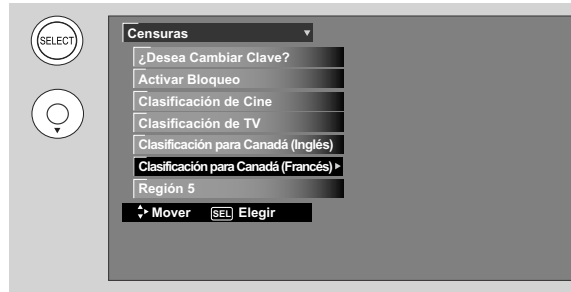 SELECT
Censuras
¿Desea Cambiar Clave?
Activar Bloqueo
Clasificación de Cine
Clasificación de TV
Clasificación para Canadá (Inglés)
Clasificación para Canadá (Francés)
Región 5
Mover SEL Elegir